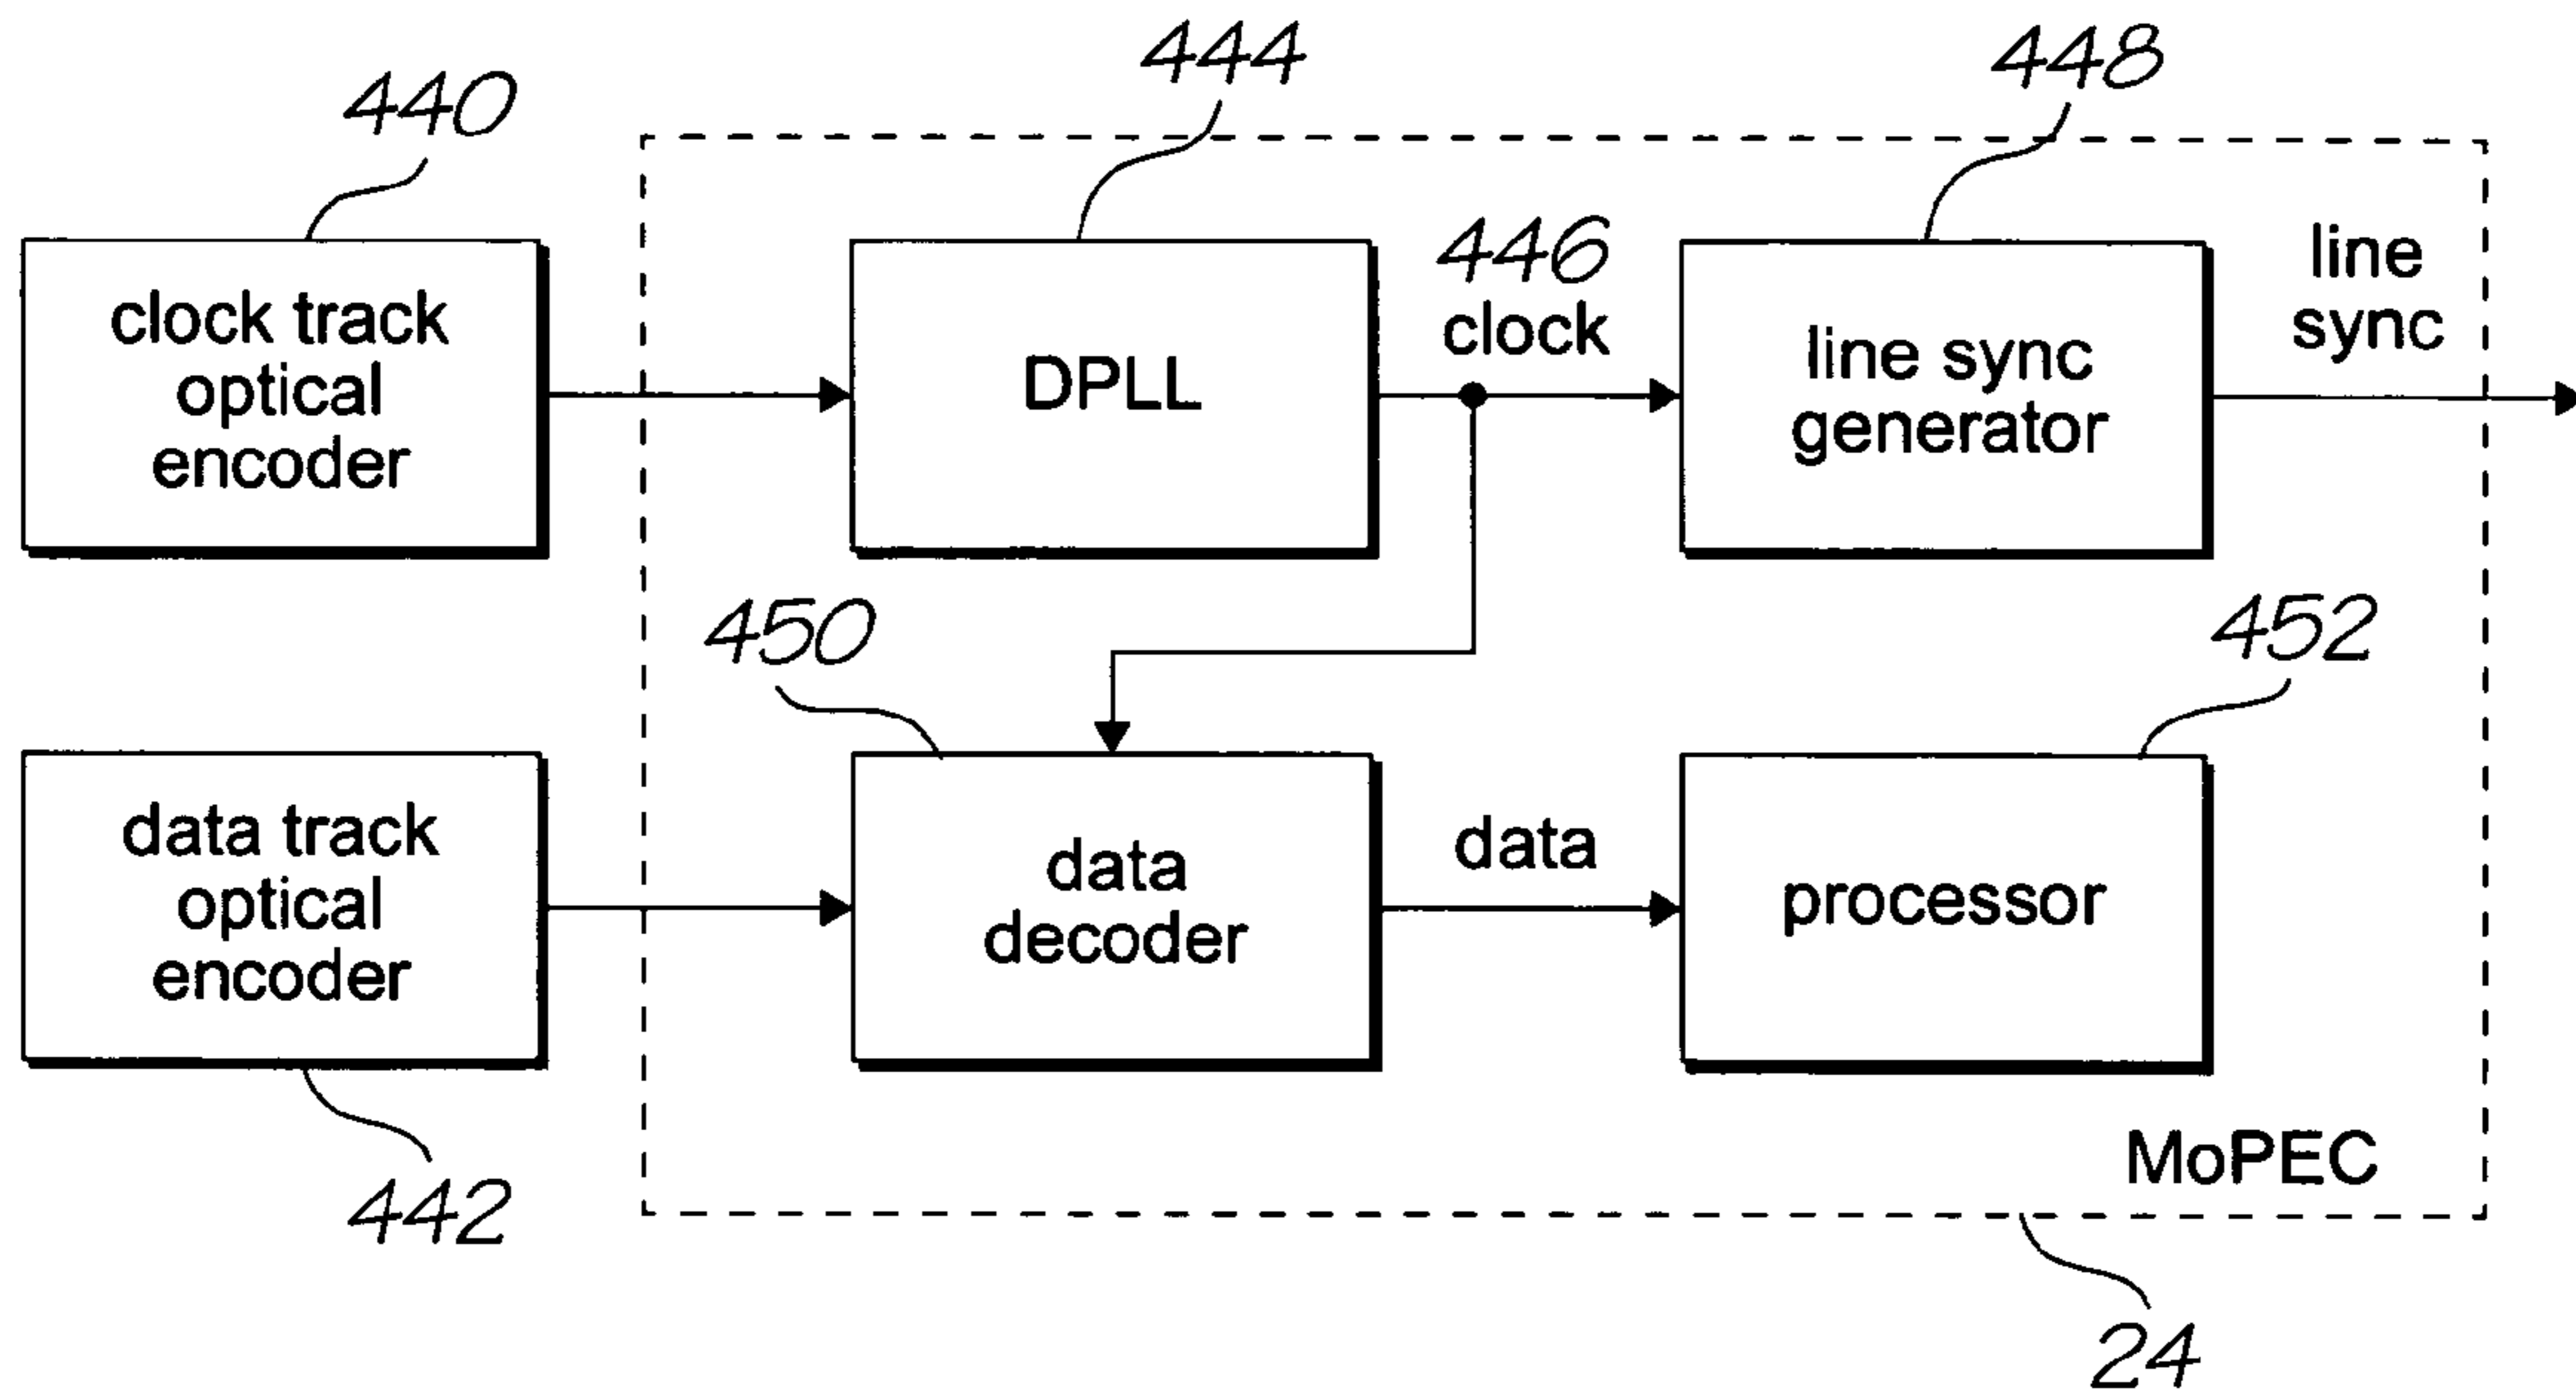 444
448
440
446
clock
line
sync
clock track
optical
encoder
DPLL
line sync
generator
450
452
data track
optical
encoder
data
decoder
data
processor
MoPEC
442
24